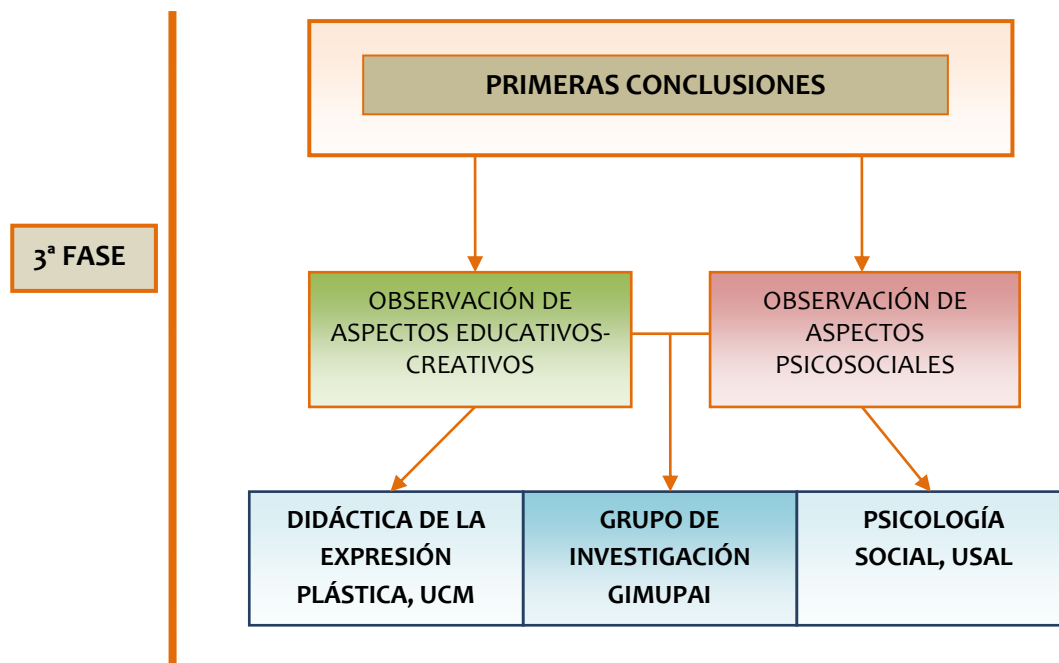 PRIMERAS CONCLUSIONES
3ª FASE
OBSERVACIÓN DE
ASPECTOS EDUCATIVOS-
CREATIVOS
OBSERVACIÓN DE
ASPECTOS
PSICOSOCIALES
DIDÁCTICA DE LA
EXPRESIÓN
PLÁSTICA, UCM
GRUPO DE
INVESTIGACIÓN
GIMUPAI
PSICOLOGÍA
SOCIAL, USAL